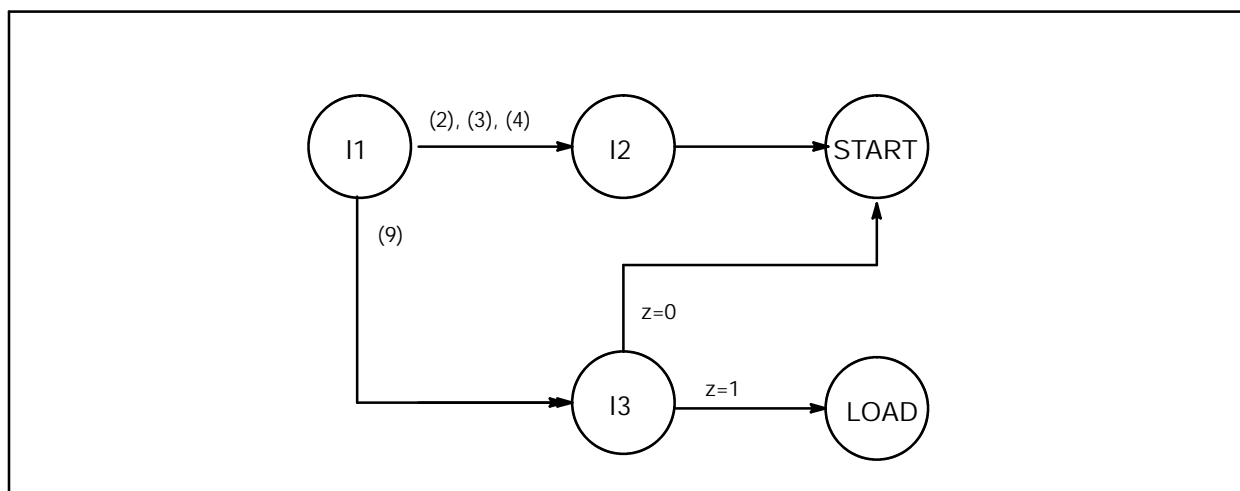 (2), (3), (4)
I1
I2
START
(9)
z=0
z=1
I3
LOAD